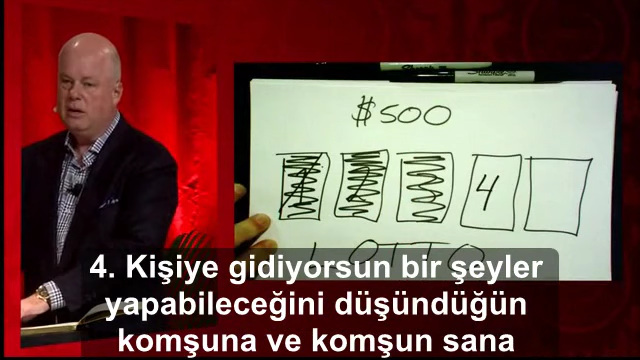 $500
4
LOTTO
4. Kişiye gidiyorsun bir şeyler
yapabileceğini düşündüğün
komşuna ve komşun sana